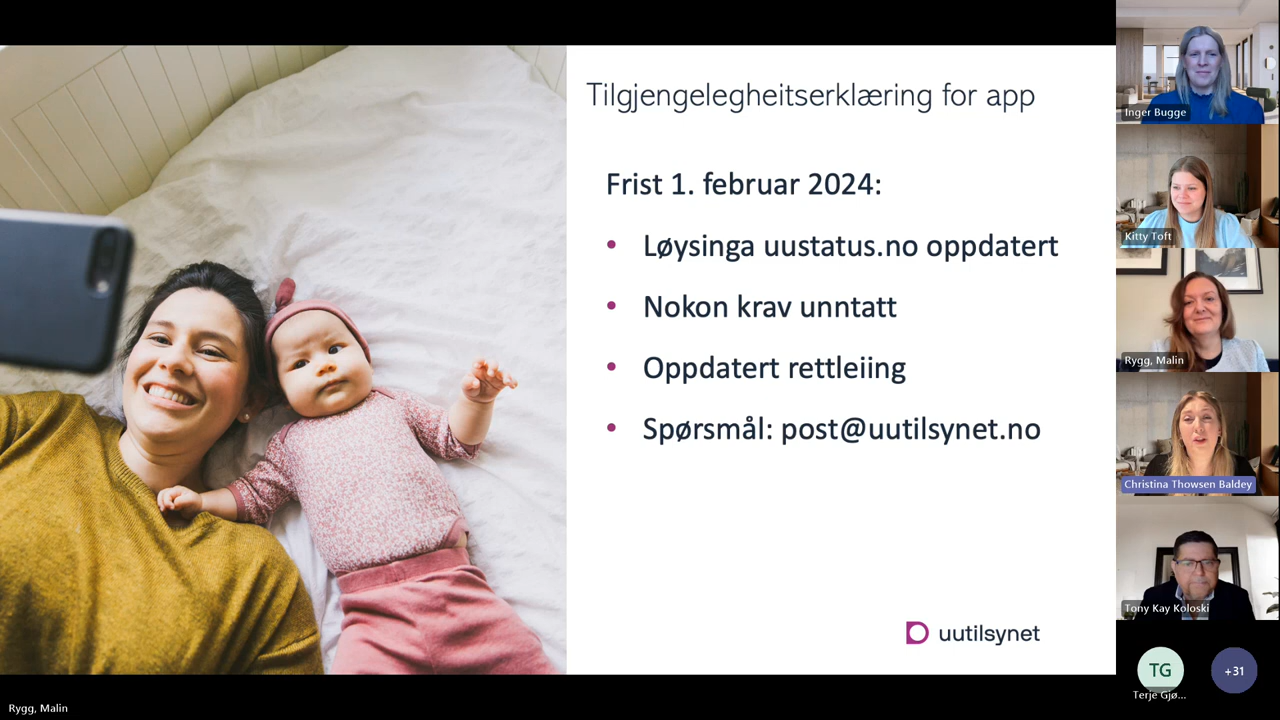 Tilgjengelegheitserklæring for app
Frist 1. februar 2024:
• Løysinga uustatus.no oppdatert
• Nokon krav unntatt
• Oppdatert rettleiing
• Spørsmål: post@uutilsynet.no
uutilsynet
Inger Bugge
Kitty Toft
Rygg, Malin
Christina Thowsen Baldey
Tony Kay Koloski
TG
Terje Gjø...
+31
Rygg, Malin